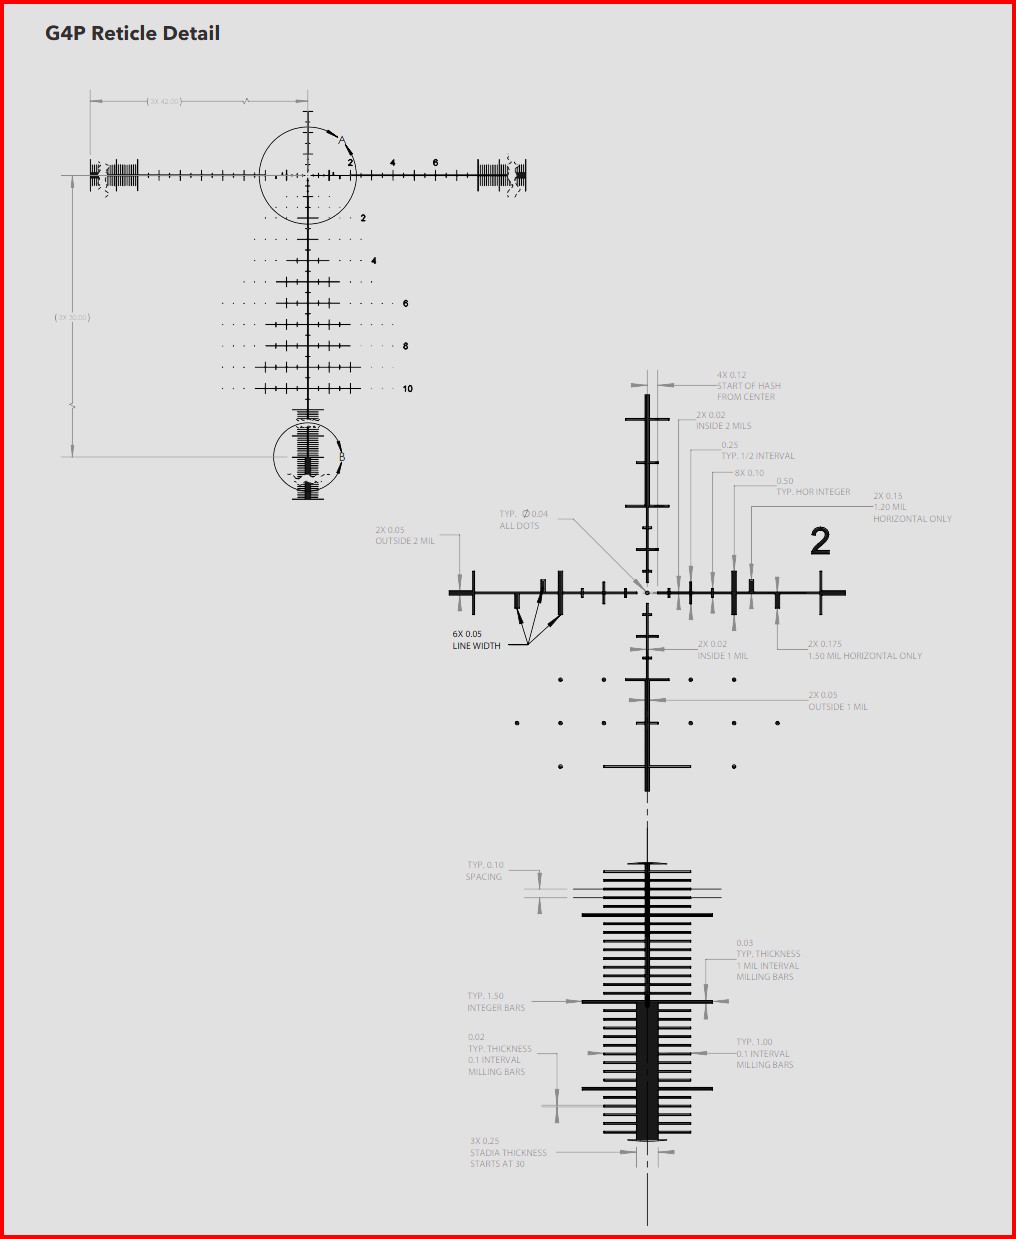 G4P Reticle Detail
(3X 42.00)
A
2 4 6
2
4
(3X 30.00)
6
8
10
B
4X 0.12
START OF HASH
FROM CENTER
2X 0.02
INSIDE 2 MILS
0.25
TYP. 1/2 INTERVAL
8X 0.10
0.50
TYP. HOR INTEGER
2X 0.15
1.20 MIL
HORIZONTAL ONLY
TYP. Ø 0.04
ALL DOTS
2X 0.05
OUTSIDE 2 MIL
2
6X 0.05
LINE WIDTH
2X 0.02
INSIDE 1 MIL
2X 0.175
1.50 MIL HORIZONTAL ONLY
2X 0.05
OUTSIDE 1 MIL
TYP. 0.10
SPACING
0.03
TYP. THICKNESS
1 MIL INTERVAL
MILLING BARS
TYP. 1.50
INTEGER BARS
0.02
TYP. THICKNESS
0.1 INTERVAL
MILLING BARS
TYP. 1.00
0.1 INTERVAL
MILLING BARS
3X 0.25
STADIA THICKNESS
STARTS AT 30